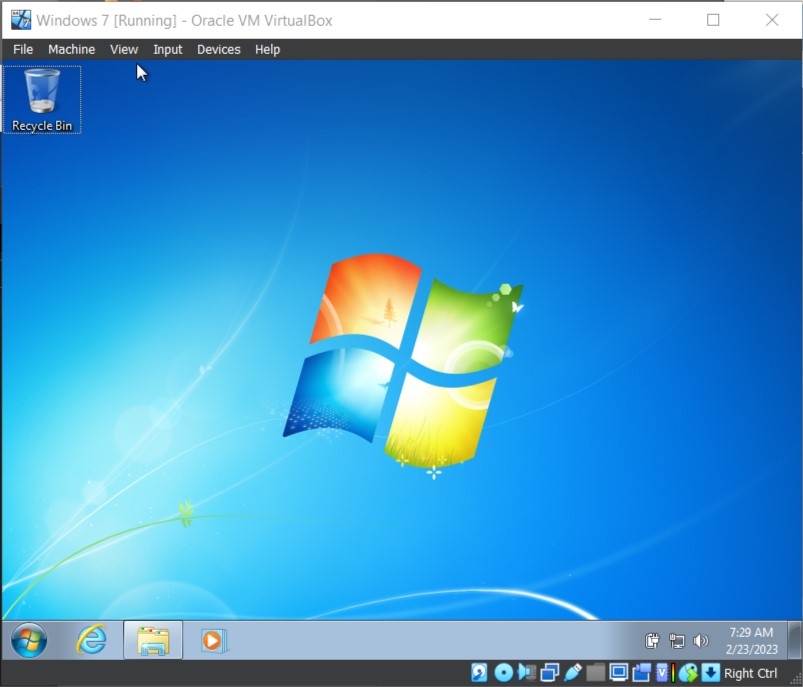 Windows 7 [Running] - Oracle VM VirtualBox
File Machine View Input Devices Help
Recycle Bin
7:29 AM
2/23/2023
Right Ctrl